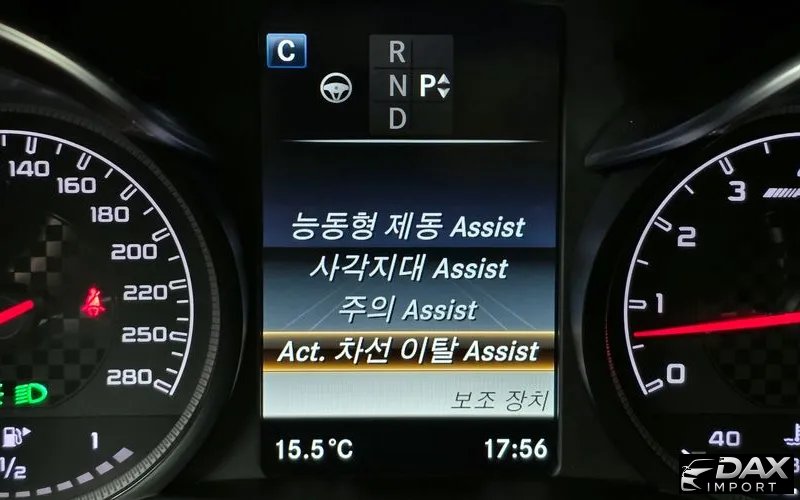 C
R
N P
D
140
160
180
200
220
250
280
능동형 제동 Assist
사각지대 Assist
주의 Assist
Act. 차선 이탈 Assist
보조 장치
15.5°C
17:56
1/2
1
3
2
1
0
40
DAX
IMPORT